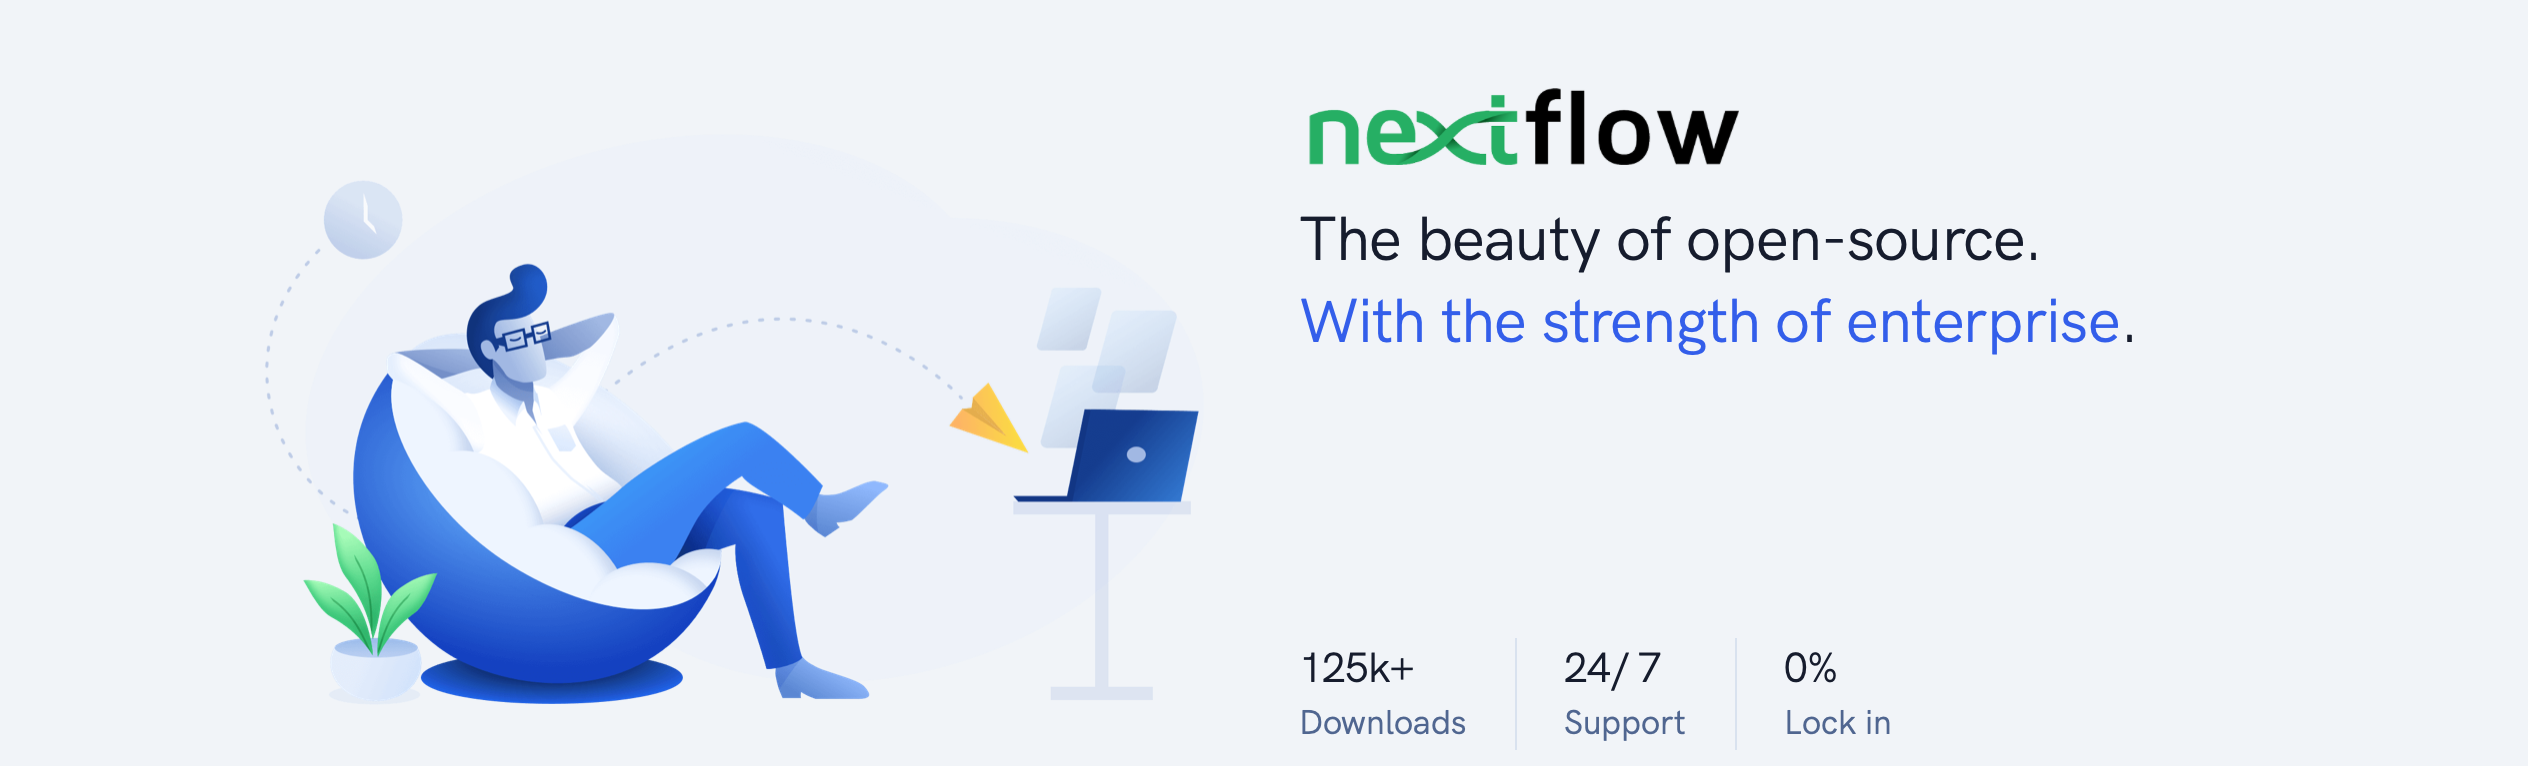 nextflow
The beauty of open-source.
With the strength of enterprise.
125k+
Downloads
24/ 7
Support
0%
Lock in